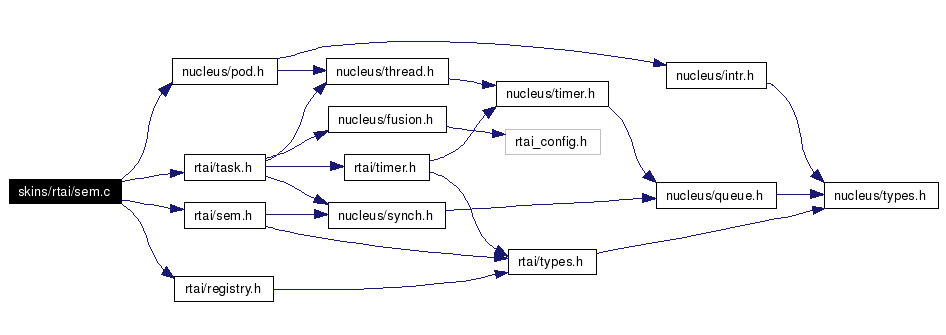 nucleus/pod.h
nucleus/thread.h
nucleus/intr.h
nucleus/timer.h
nucleus/fusion.h
rtai_config.h
rtai/task.h
rtai/timer.h
skins/rtai/sem.c
nucleus/queue.h
nucleus/types.h
rtai/sem.h
nucleus/synch.h
rtai/types.h
rtai/registry.h